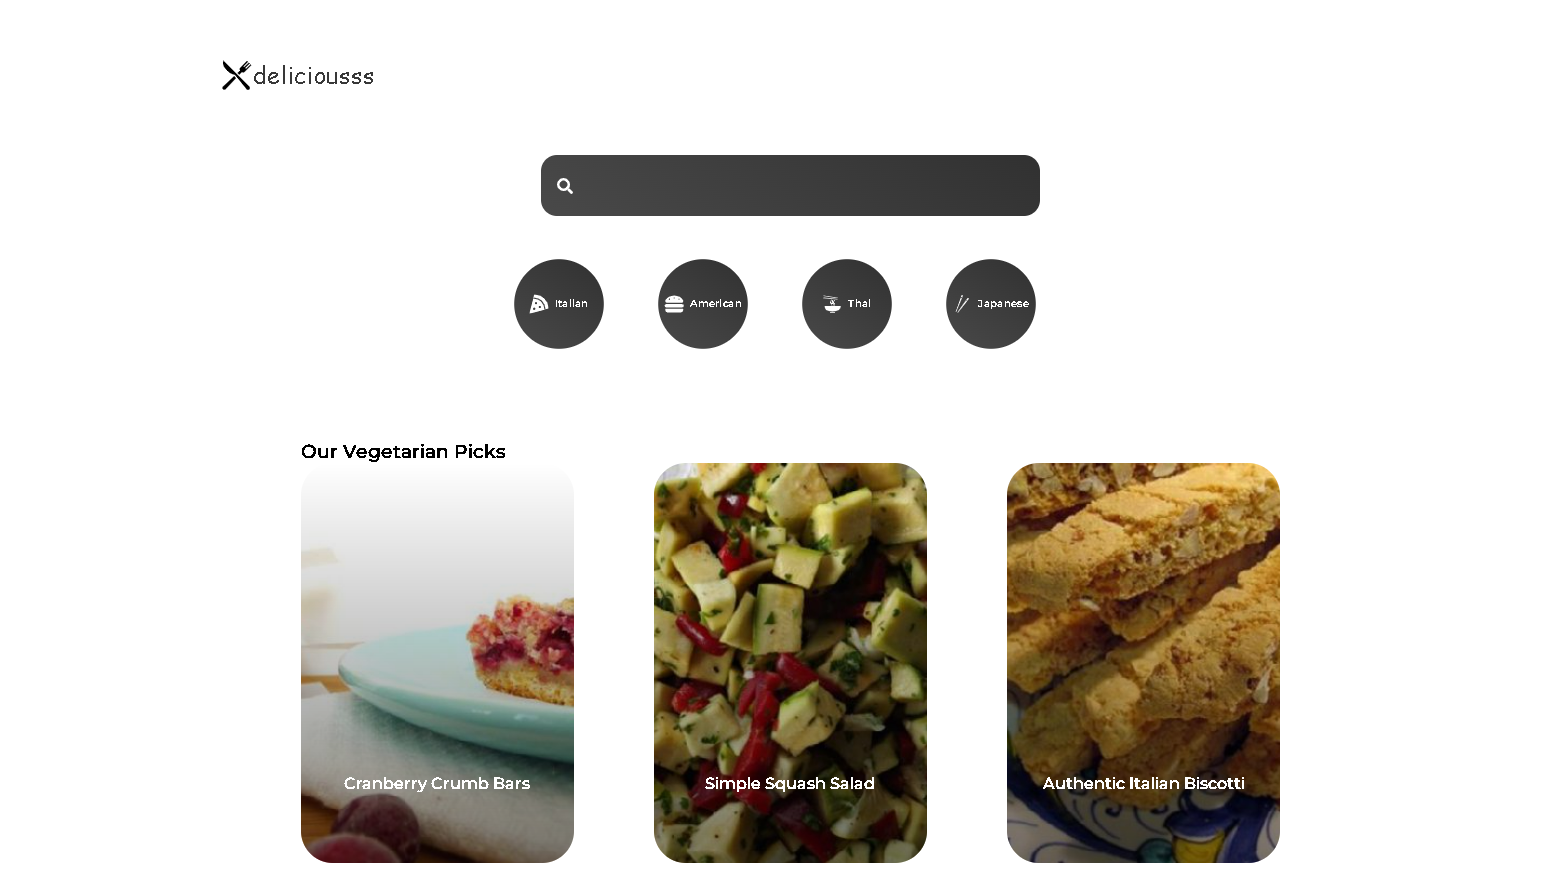 deliciousss
Italian
American
Thai
Japanese
Our Vegetarian Picks
Cranberry Crumb Bars
Simple Squash Salad
Authentic Italian Biscotti